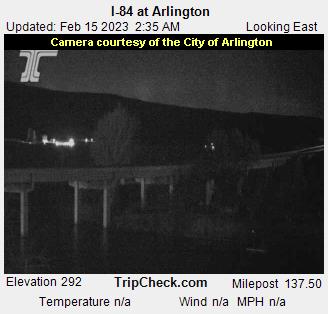 I-84 at Arlington
Updated: Feb 15 2023 2:35 AM Looking East
Camera courtesy of the City of Arlington
Elevation 292 TripCheck.com Milepost 137.50
Temperature n/a Wind n/a MPH n/a